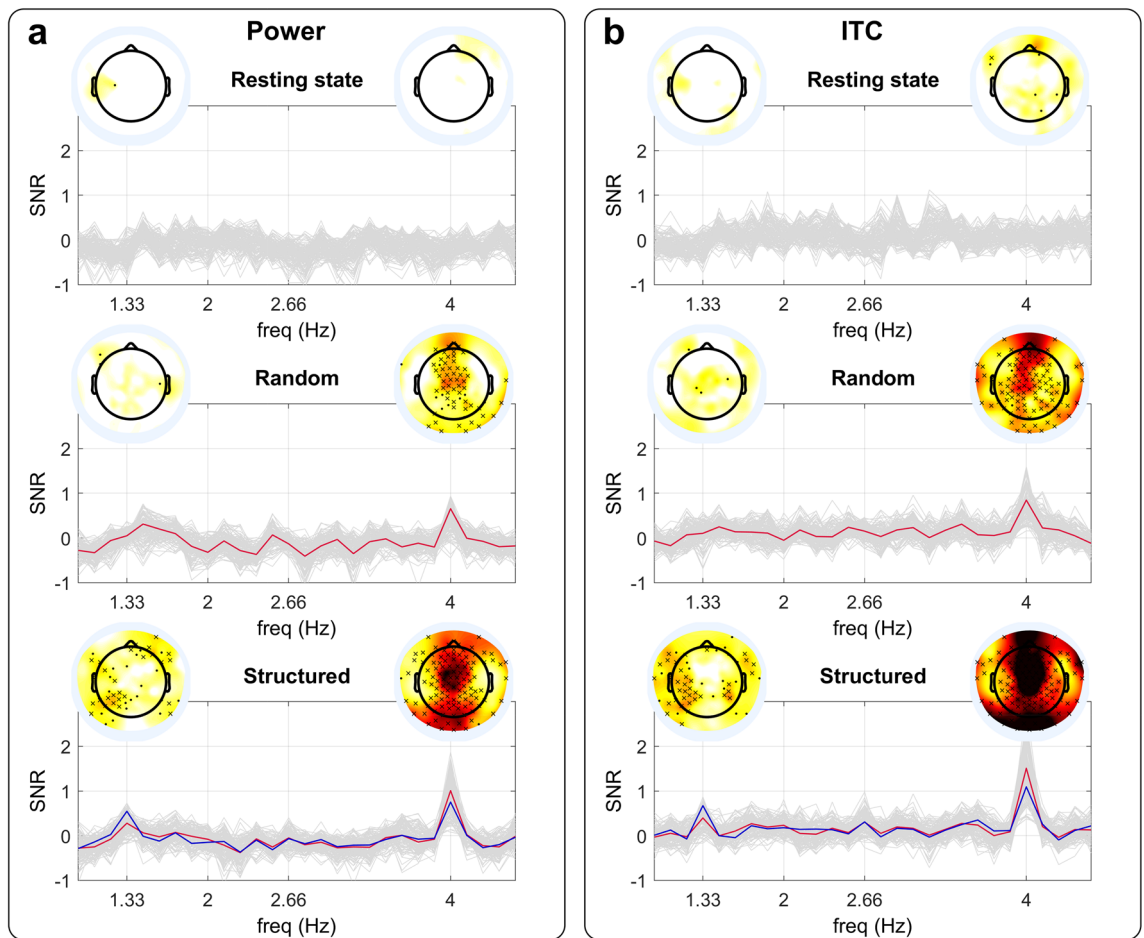 a
Power
Resting state
2
1
0
-1
SNR
1.33
2
2.66
4
freq (Hz)
Random
2
1
0
-1
SNR
1.33
2
2.66
4
freq (Hz)
Structured
2
1
0
-1
SNR
1.33
2
2.66
4
freq (Hz)
b
ITC
Resting state
2
1
0
-1
SNR
1.33
2
2.66
4
freq (Hz)
Random
2
1
0
-1
SNR
1.33
2
2.66
4
freq (Hz)
Structured
2
1
0
-1
SNR
1.33
2
2.66
4
freq (Hz)